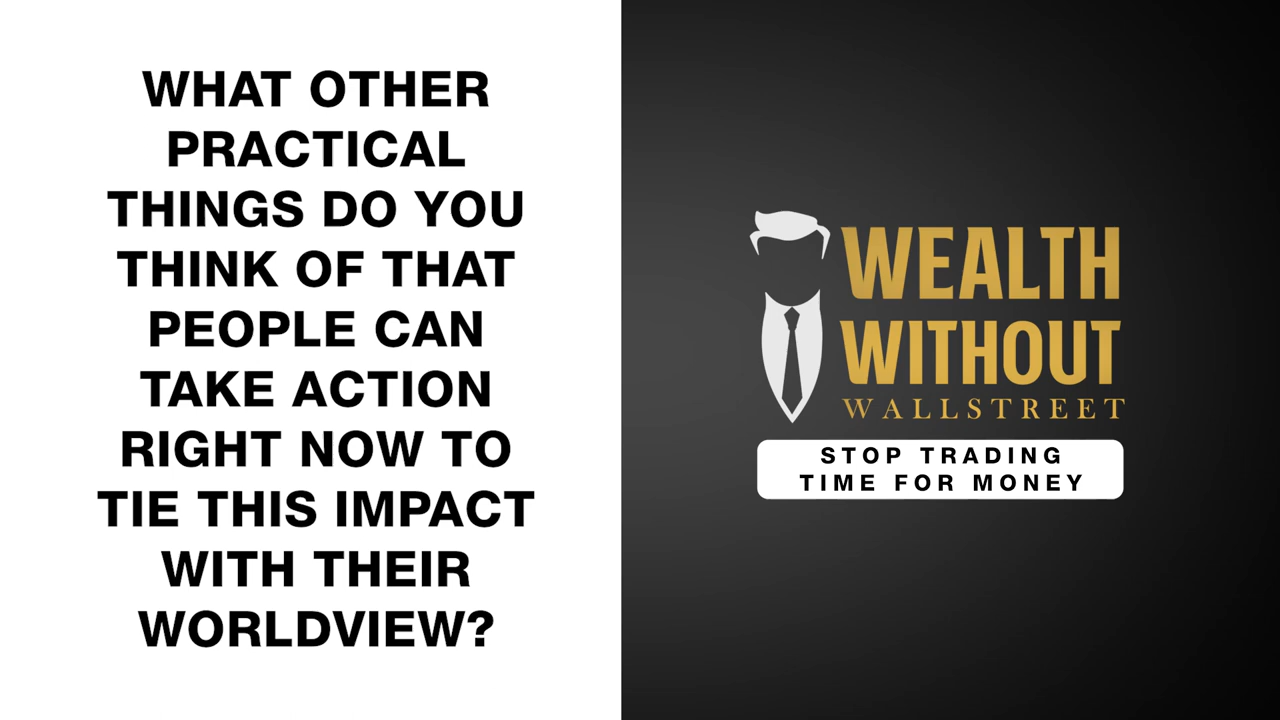 WHAT OTHER
PRACTICAL
THINGS DO YOU
THINK OF THAT
PEOPLE CAN
TAKE ACTION
RIGHT NOW TO
TIE THIS IMPACT
WITH THEIR
WORLDVIEW?
WEALTH
WITHOUT
WALLSTREET
STOP TRADING
TIME FOR MONEY